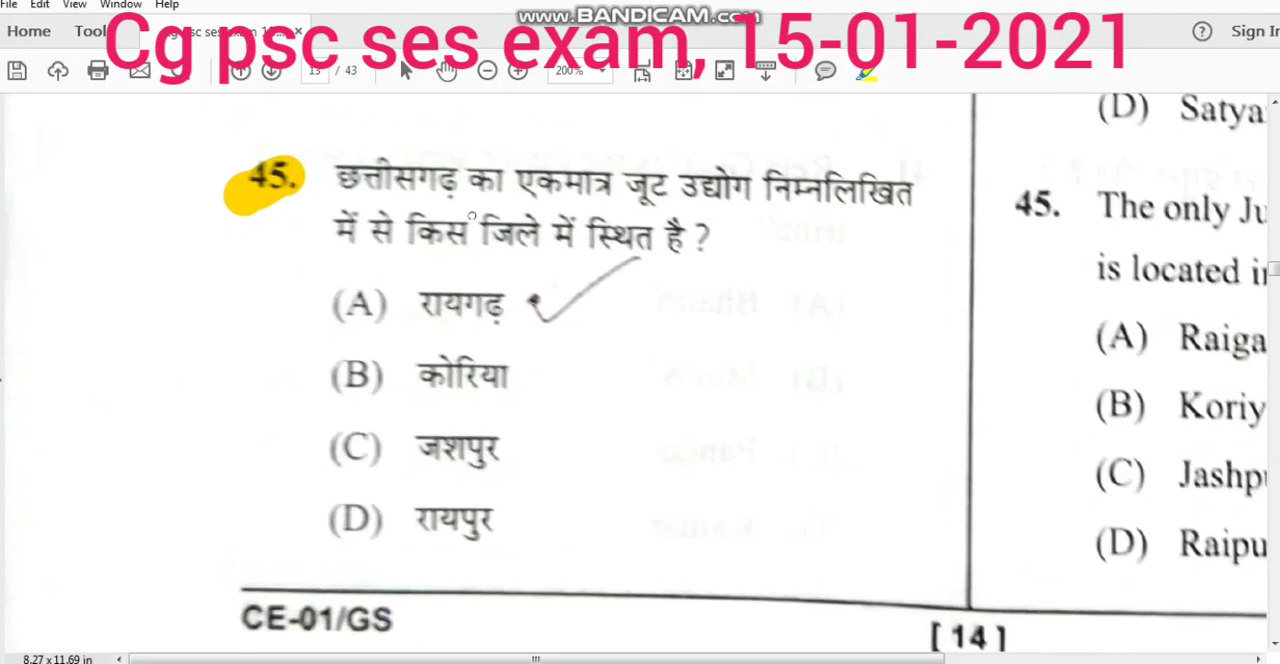 File Edit View Window Help
www.BANDICAM.com
Home
Cg psc ses exam, 15-01-2021
Sign In
13 / 43
200%
45. छत्तीसगढ़ का एकमात्र जूट उद्योग निम्नलिखित
में से किस जिले में स्थित है ?
(A) रायगढ़
(B) कोरिया
(C) जशपुर
(D) रायपुर
CE-01/GS
(D) Satya
45. The only Ju
is located in
(A) Raiga
(B) Koriy
(C) Jashp
(D) Raipu
[ 14 ]
8.27 x 11.69 in